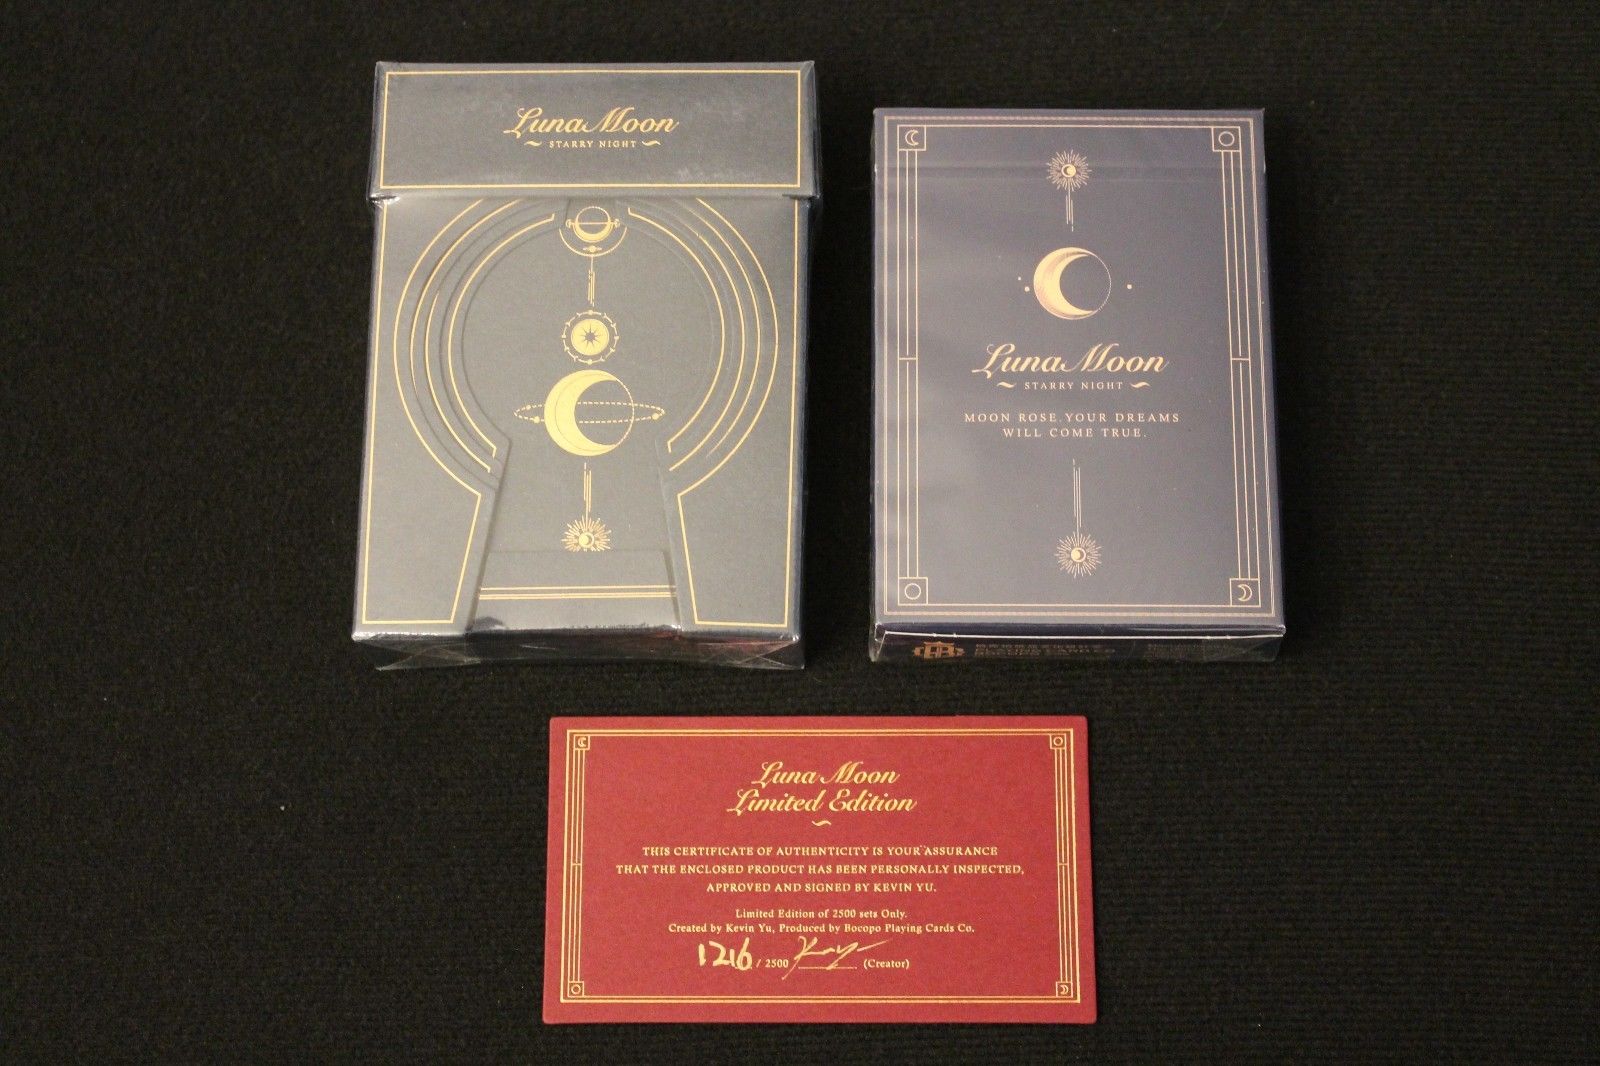 Luna Moon
STARRY NIGHT
Luna Moon
STARRY NIGHT
MOON ROSE.YOUR DREAMS
WILL COME TRUE.
Luna Moon
Limited Edition
THIS CERTIFICATE OF AUTHENTICITY IS YOUR ASSURANCE
THAT THE ENCLOSED PRODUCT HAS BEEN PERSONALLY INSPECTED,
APPROVED AND SIGNED BY KEVIN YU.
Limited Edition of 2500 sets Only.
Created by Kevin Yu, Produced by Bocopo Playing Cards Co.
1216 / 2500 (Creator)